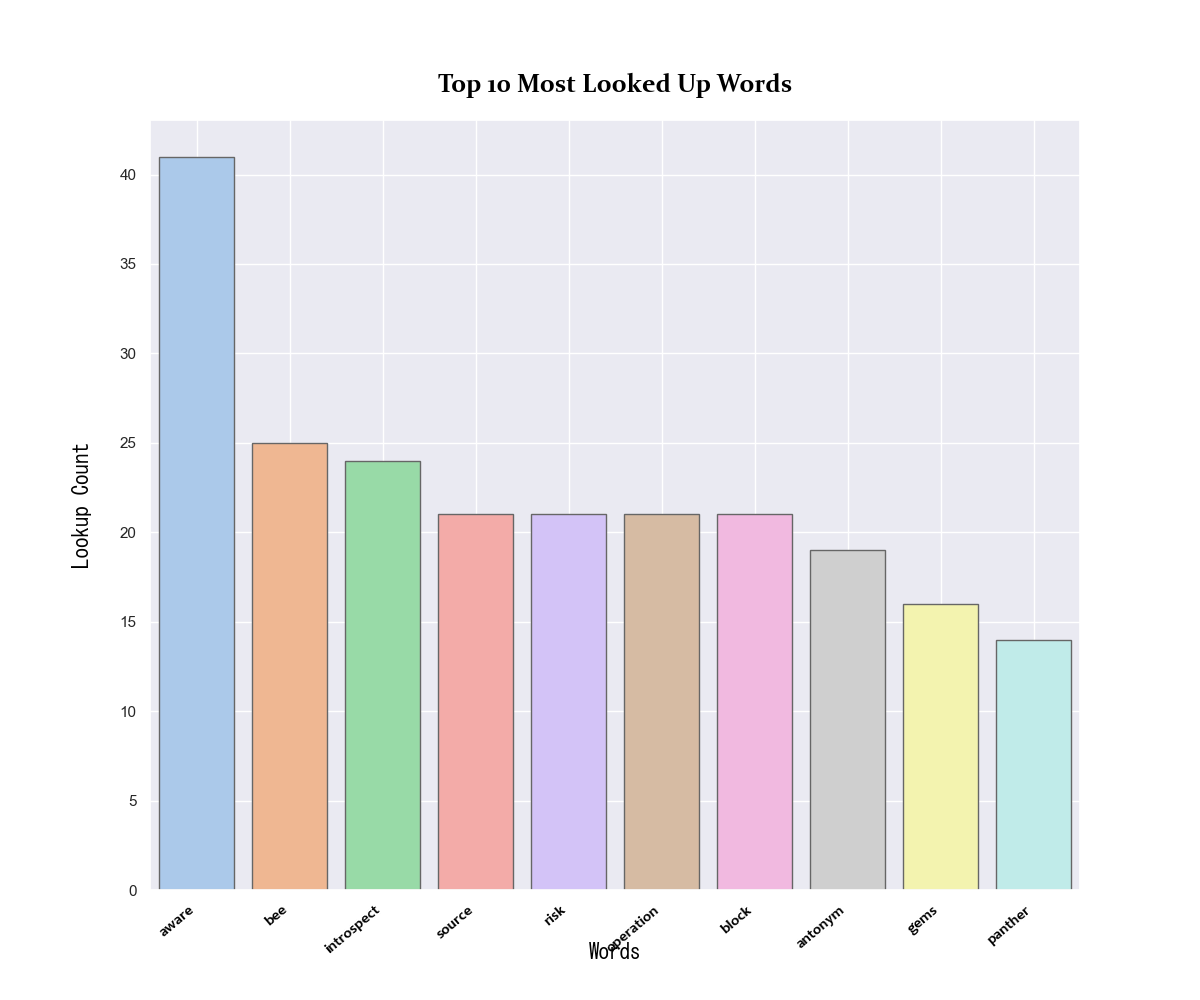 Top 10 Most Looked Up Words
Lookup Count
40
35
30
25
20
15
10
5
0
aware
bee
introspect
source
risk
operation
block
antonym
gems
panther
Words